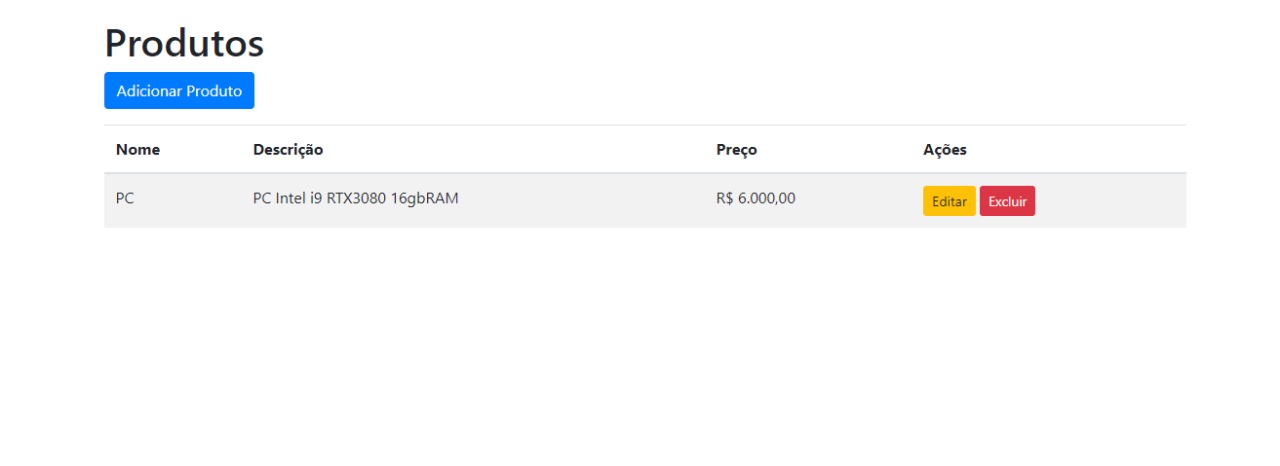 Produtos
Adicionar Produto
Nome Descrição Preço Ações
PC PC Intel i9 RTX3080 16gbRAM R$ 6.000,00 Editar Excluir